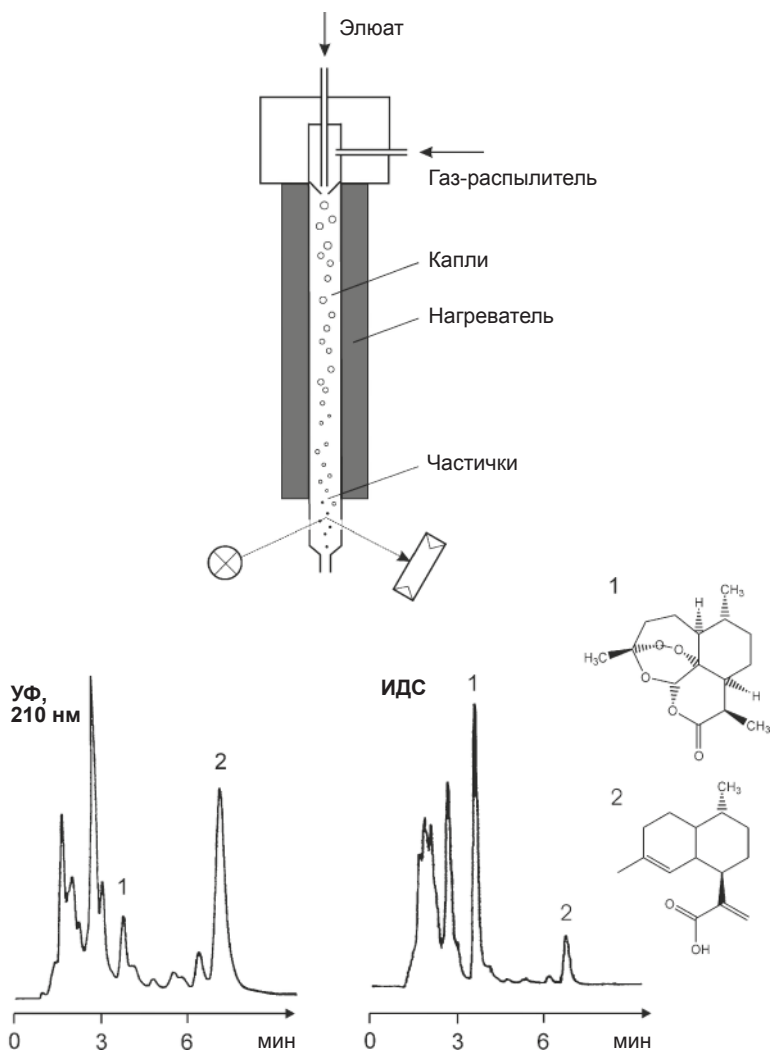 Элюат
Газ-распылитель
Капли
Нагреватель
Частички
1
H
CH3
H3C
O
O
O
H
O
O
CH3
УФ,
210 нм
1
2
ИДС
1
2
2
CH3
O
OH
0
3
6
мин
0
3
6
мин